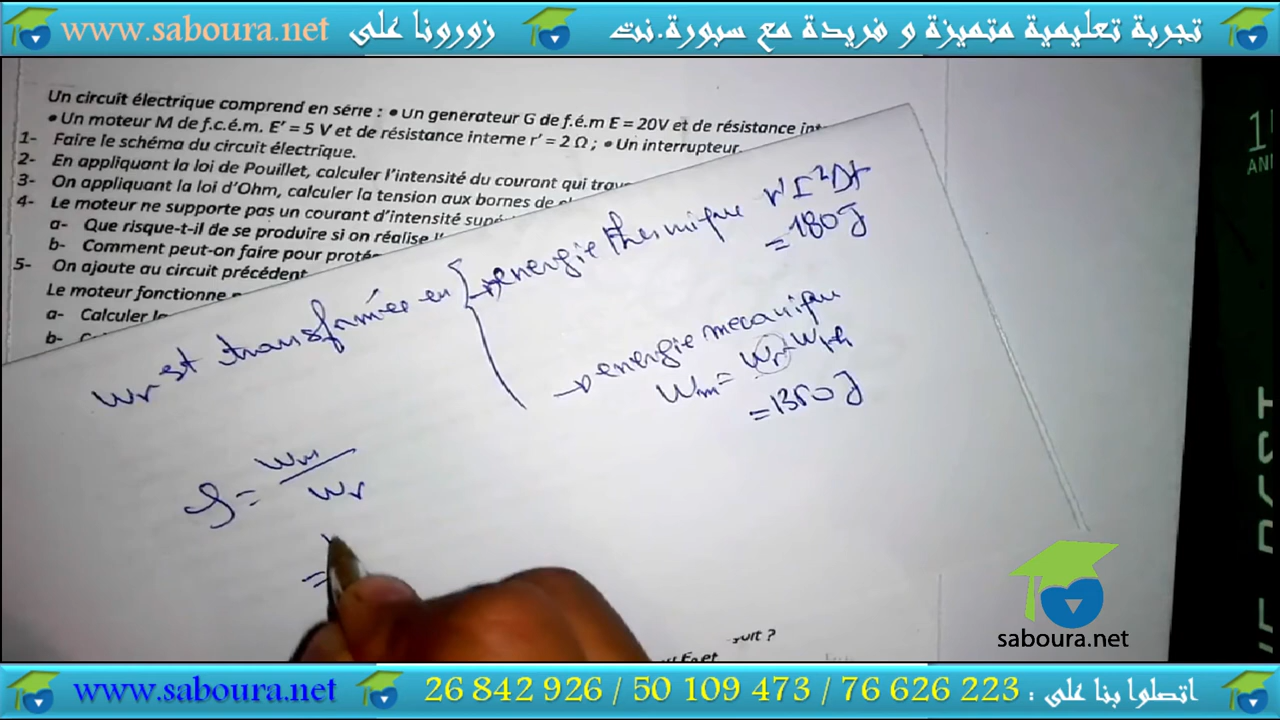 www.saboura.net زورونا على تجربة تعليمية متميزة و فريدة مع سبورة.نت
Un circuit électrique comprend en série : • Un générateur G de f.é.m E = 20V et de résistance int
• Un moteur M de f.c.é.m. E' = 5 V et de résistance interne r' = 2 Ω ; • Un interrupteur.
1- Faire le schéma du circuit électrique.
2- En appliquant la loi de Pouillet, calculer l'intensité du courant qui trav
3- On appliquant la loi d'Ohm, calculer la tension aux bornes de
4- Le moteur ne supporte pas un courant d'intensité supé
a- Que risque-t-il de se produire si on réalise l'
b- Comment peut-on faire pour proté
5- On ajoute au circuit précédent
Le moteur fonctionne
a- Calculer
b-
Wr est transformée en
→ energie thermique r'I²Δt
= 180J
→ energie mecanique
Wm = Wr - Wth
= 1350J
ρ = Wm / Wr
=
? 
saboura.net
www.saboura.net 26 842 926 / 50 109 473 / 76 626 223 : اتصلوا بنا على